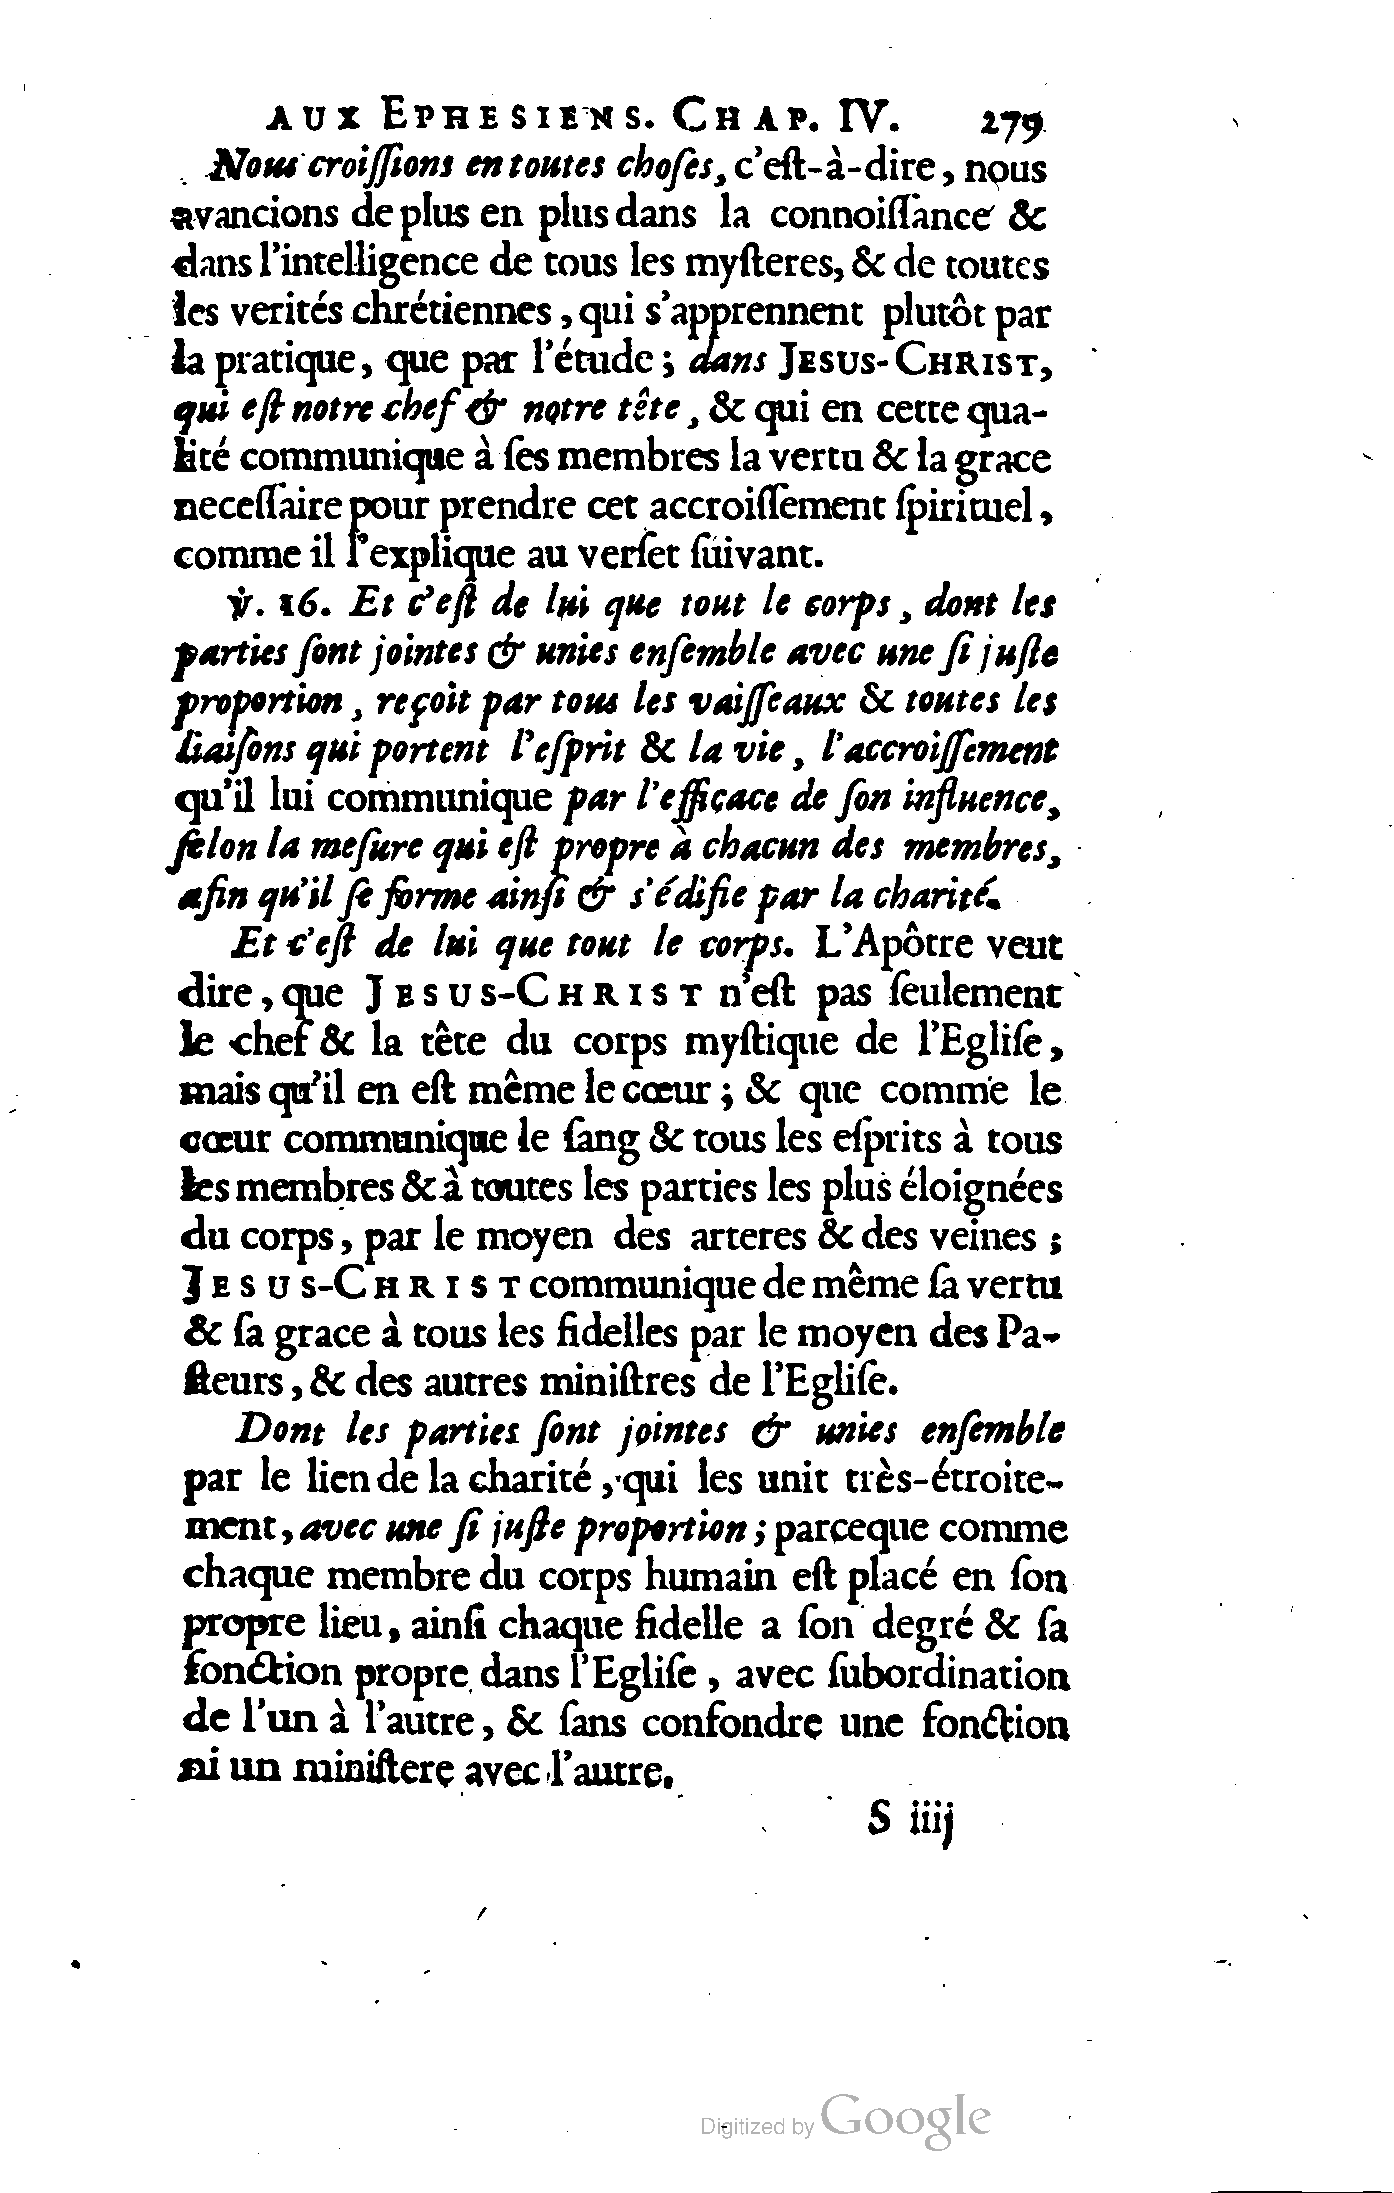 AUX EPHESIENS. CHAP. IV. 279
Nous croiſſions en toutes choſes, c'eſt-à-dire, nous
avancions de plus en plus dans la connoiſſance &
dans l'intelligence de tous les myſteres, & de toutes
les verités chrétiennes, qui s'apprennent plutôt par
la pratique, que par l'étude; dans JESUS-CHRIST,
qui eſt notre chef & notre tête, & qui en cette qua-
lité communique à ſes membres la vertu & la grace
neceſſaire pour prendre cet accroiſſement ſpirituel,
comme il l'explique au verſet ſuivant.
℣. 16. Et c'eſt de lui que tout le corps, dont les
parties ſont jointes & unies enſemble avec une ſi juſte
proportion, reçoit par tous les vaiſſeaux & toutes les
liaiſons qui portent l'eſprit & la vie, l'accroiſſement
qu'il lui communique par l'efficace de ſon influence,
ſelon la meſure qui eſt propre à chacun des membres,
afin qu'il ſe forme ainſi & s'édifie par la charité.
Et c'eſt de lui que tout le corps. L'Apôtre veut
dire, que JESUS-CHRIST n'eſt pas ſeulement
le chef & la tête du corps myſtique de l'Egliſe,
mais qu'il en eſt même le cœur; & que comme le
cœur communique le ſang & tous les eſprits à tous
les membres & à toutes les parties les plus éloignées
du corps, par le moyen des arteres & des veines;
JESUS-CHRIST communique de même ſa vertu
& ſa grace à tous les fidelles par le moyen des Pa-
ſteurs, & des autres miniſtres de l'Egliſe.
Dont les parties ſont jointes & unies enſemble
par le lien de la charité, qui les unit très-étroite-
ment, avec une ſi juſte proportion; parceque comme
chaque membre du corps humain eſt placé en ſon
propre lieu, ainſi chaque fidelle a ſon degré & ſa
fonction propre dans l'Egliſe, avec ſubordination
de l'un à l'autre, & ſans confondre une fonction
ni un miniſtere avec l'autre.
S iiij
Digitized by Google